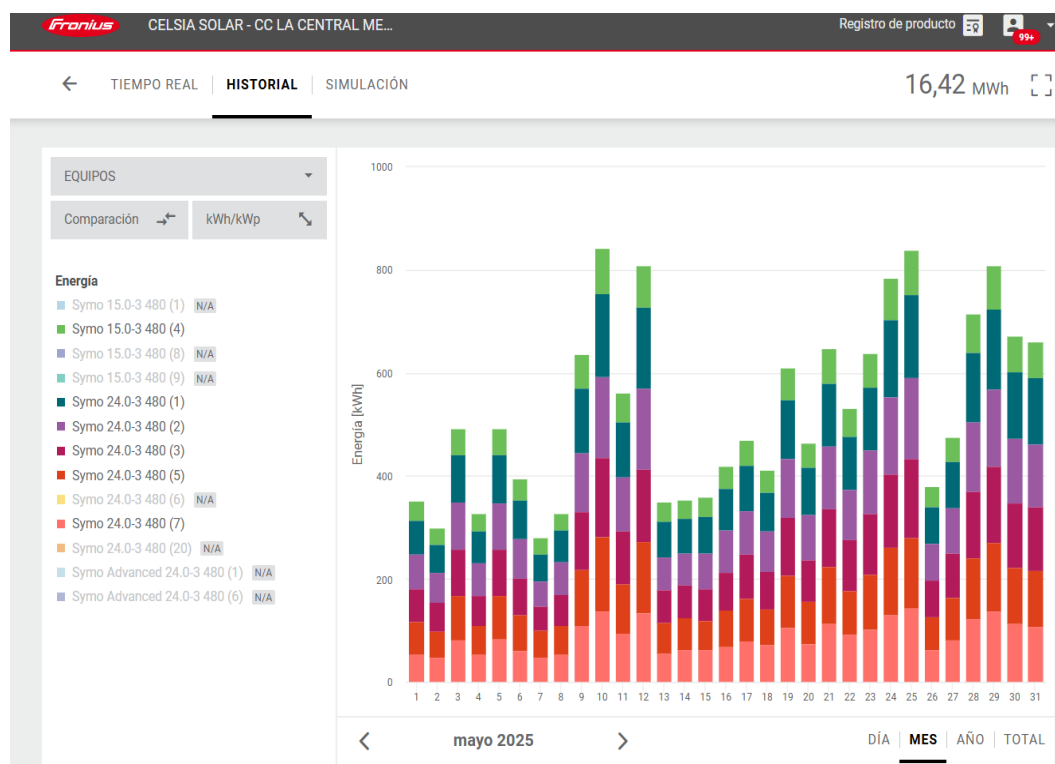 Fronius CELSIA SOLAR - CC LA CENTRAL ME... Registro de producto 99+
TIEMPO REAL HISTORIAL SIMULACIÓN 16,42 MWh
EQUIPOS
Comparación kWh/kWp
Energía
Symo 15.0-3 480 (1) N/A
Symo 15.0-3 480 (4)
Symo 15.0-3 480 (8) N/A
Symo 15.0-3 480 (9) N/A
Symo 24.0-3 480 (1)
Symo 24.0-3 480 (2)
Symo 24.0-3 480 (3)
Symo 24.0-3 480 (5)
Symo 24.0-3 480 (6) N/A
Symo 24.0-3 480 (7)
Symo 24.0-3 480 (20) N/A
Symo Advanced 24.0-3 480 (1) N/A
Symo Advanced 24.0-3 480 (6) N/A
Energía [kWh]
1000
800
600
400
200
0
1 2 3 4 5 6 7 8 9 10 11 12 13 14 15 16 17 18 19 20 21 22 23 24 25 26 27 28 29 30 31
mayo 2025 DÍA MES AÑO TOTAL